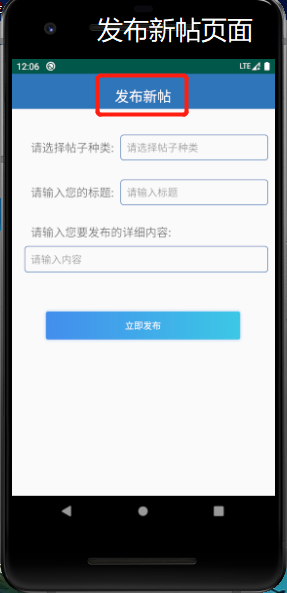 发布新帖页面
12:06 LTE
发布新帖
请选择帖子种类: 请选择帖子种类
请输入您的标题: 请输入标题
请输入您要发布的详细内容:
请输入内容
立即发布